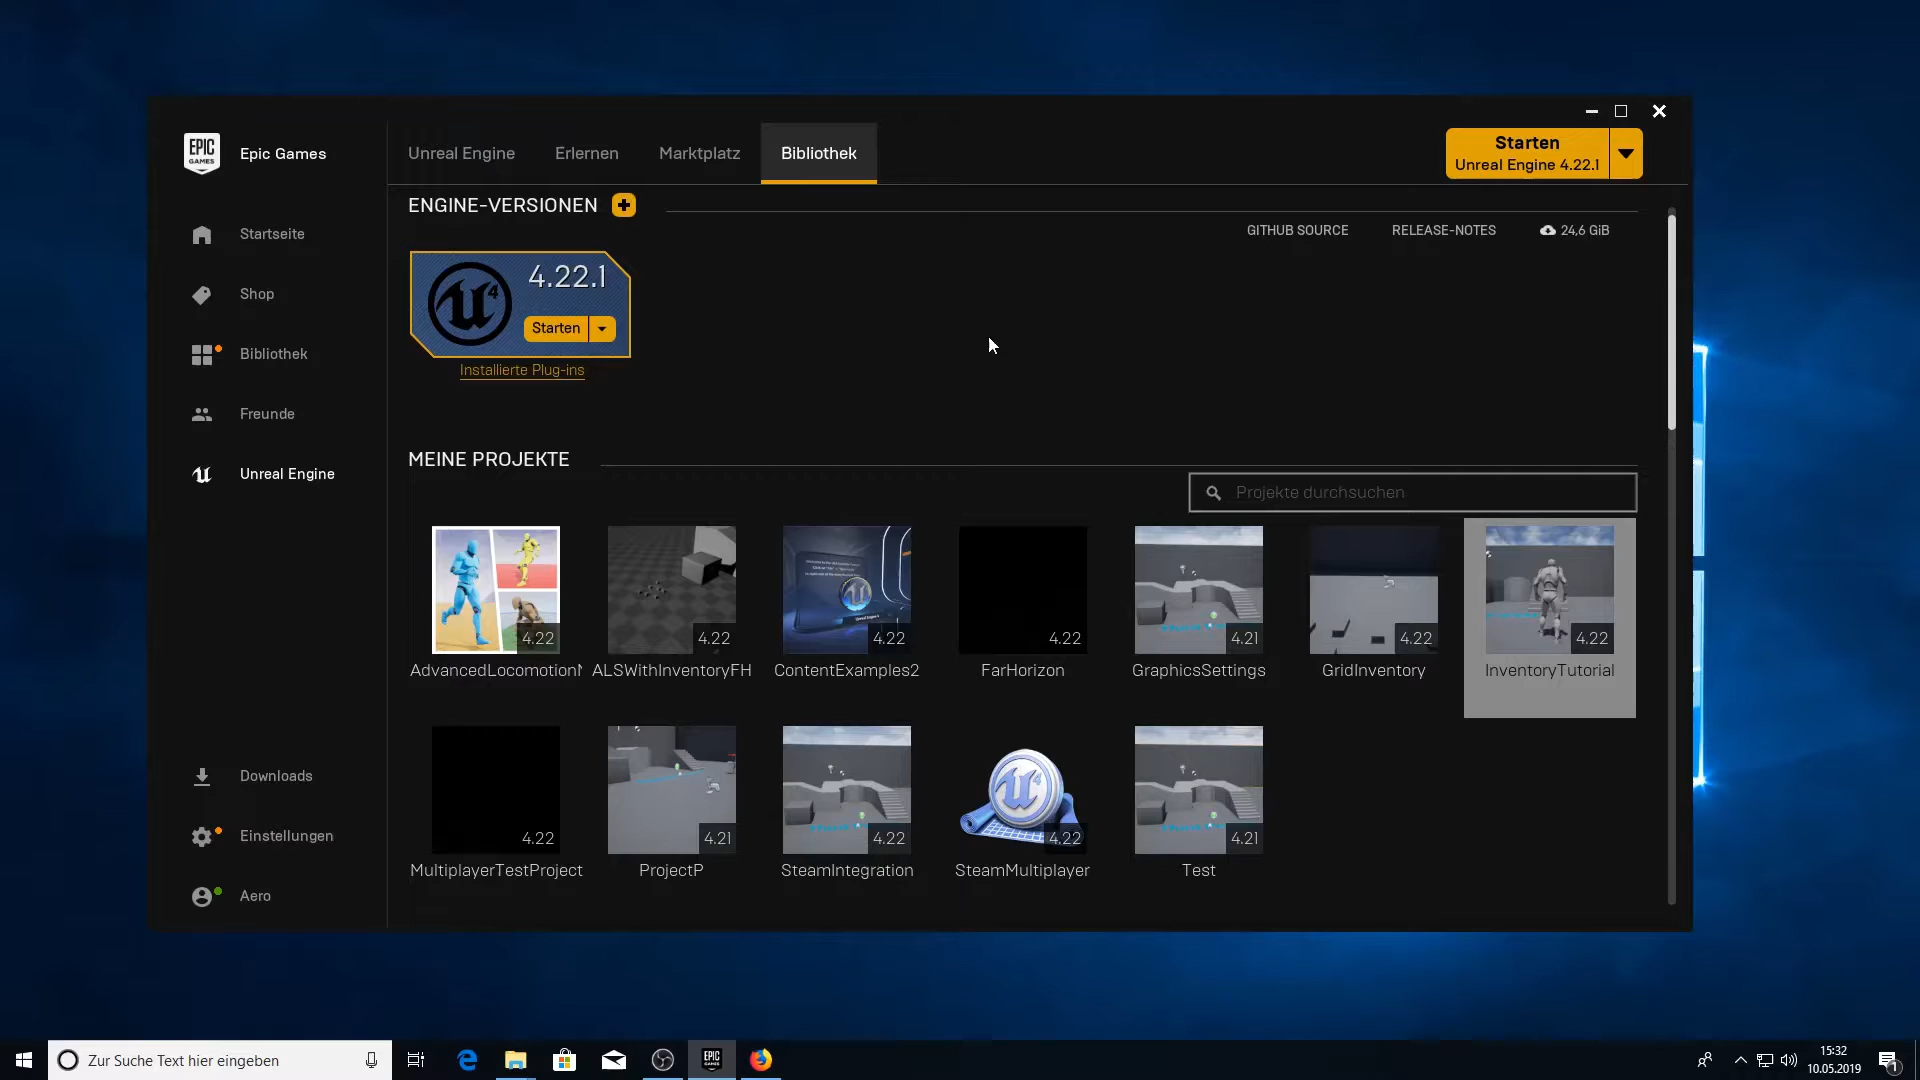 EPIC GAMES
Epic Games
Startseite
Shop
Bibliothek
Freunde
Unreal Engine
Downloads
Einstellungen
Aero
Unreal Engine
Erlernen
Marktplatz
Bibliothek
Starten
Unreal Engine 4.22.1
ENGINE-VERSIONEN
GITHUB SOURCE
RELEASE-NOTES
24,6 GiB
4.22.1
Starten
Installierte Plug-ins
MEINE PROJEKTE
Projekte durchsuchen
4.22
4.22
4.22
4.22
4.21
4.22
4.22
AdvancedLocomotion
ALSWithInventoryFH
ContentExamples2
FarHorizon
GraphicsSettings
GridInventory
InventoryTutorial
4.22
4.21
4.22
4.22
4.21
MultiplayerTestProject
ProjectP
SteamIntegration
SteamMultiplayer
Test
Zur Suche Text hier eingeben
EPIC GAMES
15:32
10.05.2019
1